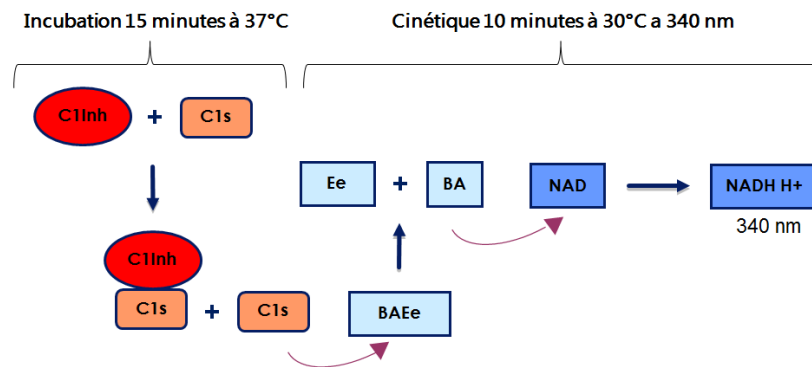 Incubation 15 minutes à 37°C
Cinétique 10 minutes à 30°C a 340 nm
C1Inh + C1s
Ee + BA
NAD
NADH H+
340 nm
C1Inh
C1s + C1s
BAEe